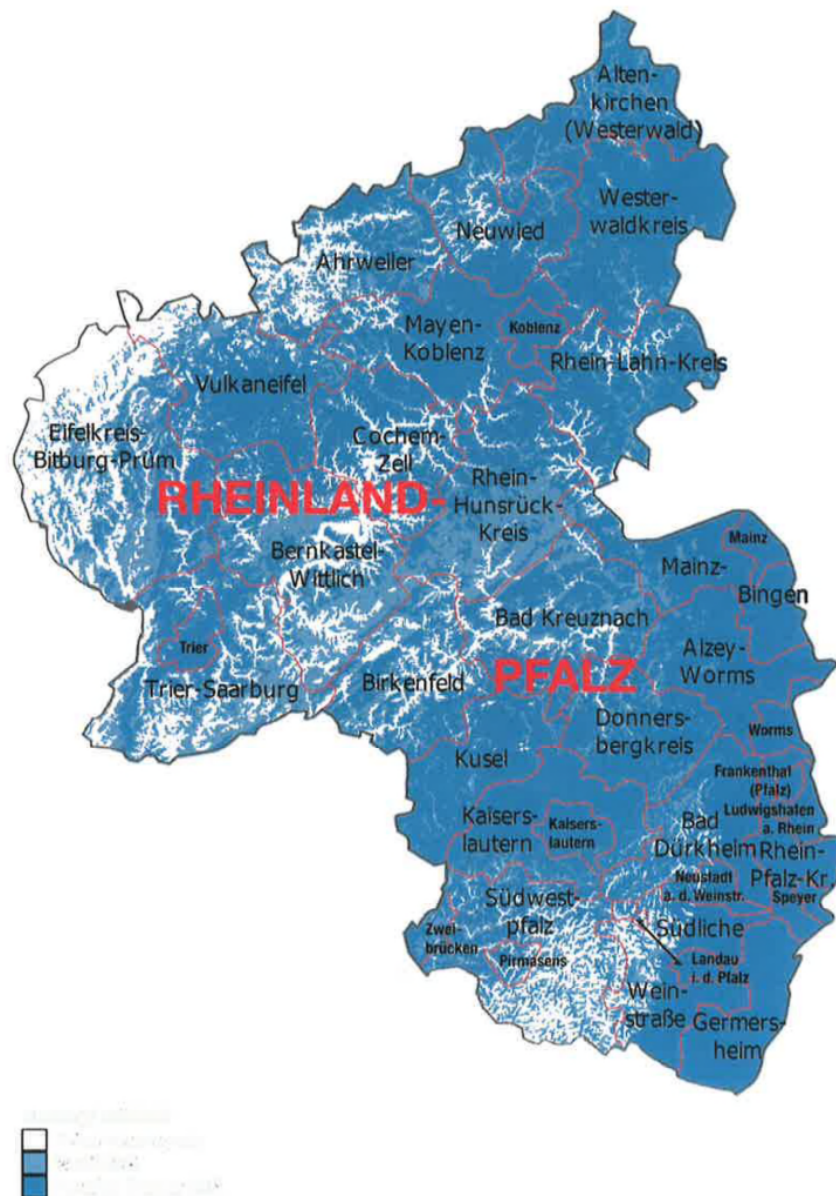 Alten-
kirchen
(Westerwald)
Wester-
waldkreis
Neuwied
Ahrweiler
Mayen-
Koblenz
Koblenz
Rhein-Lahn-Kreis
Vulkaneifel
Eifelkreis-
Bitburg-Prüm
Cochem-
Zell
Rhein-
Hunsrück-
Kreis
RHEINLAND-
Bernkastel-
Wittlich
Mainz
Mainz-
Bingen
Bad Kreuznach
Alzey-
Worms
Trier
Trier-Saarburg
Birkenfeld
PFALZ
Donners-
bergkreis
Worms
Kusel
Frankenthal
(Pfalz)
Ludwigshafen
a. Rhein
Kaisers-
lautern
Kaisers-
lautern
Bad
Dürkheim
Rhein-
Pfalz-Kr.
Neustadt
a. d. Weinstr.
Speyer
Südwest-
pfalz
Zwei-
brücken
Pirmasens
Südliche
Wein-
straße
Landau
i. d. Pfalz
Germers-
heim